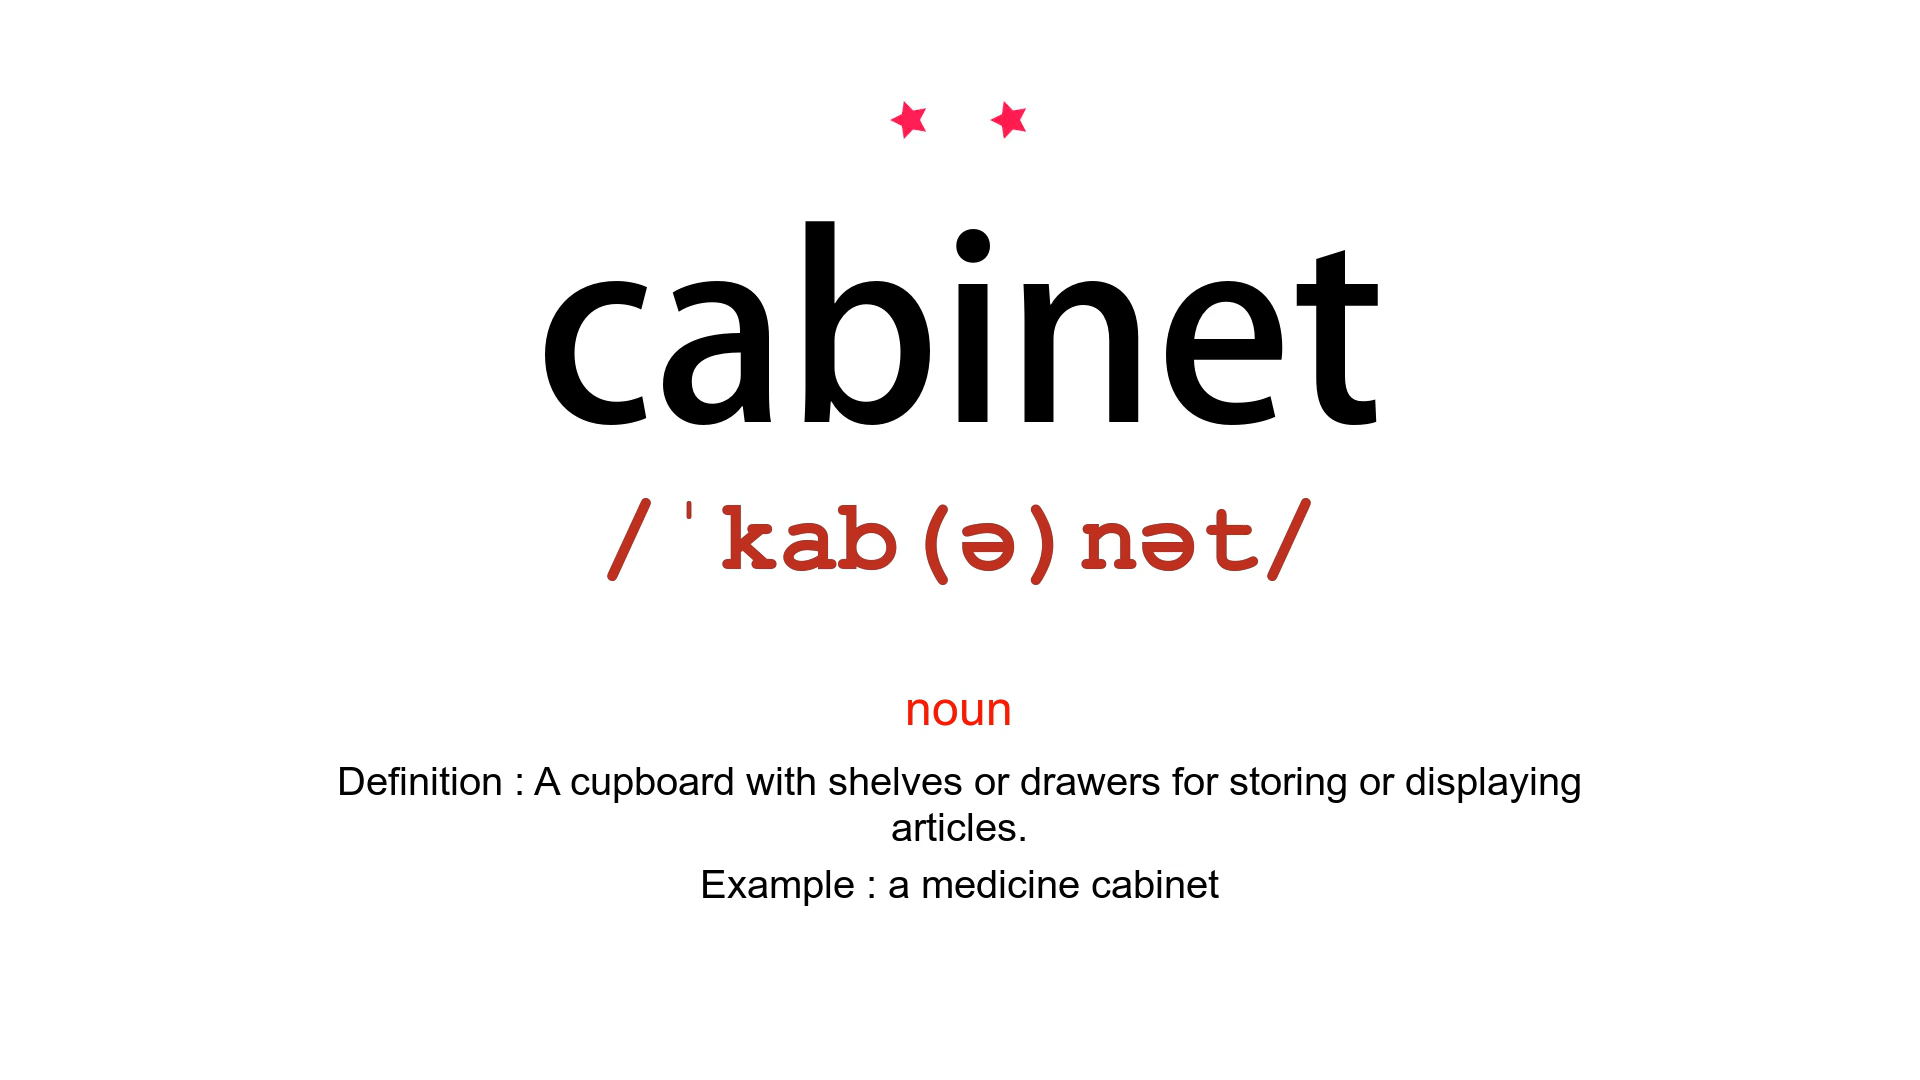 cabinet
/ˈkab(ə)nət/
noun
Definition : A cupboard with shelves or drawers for storing or displaying
articles.
Example : a medicine cabinet